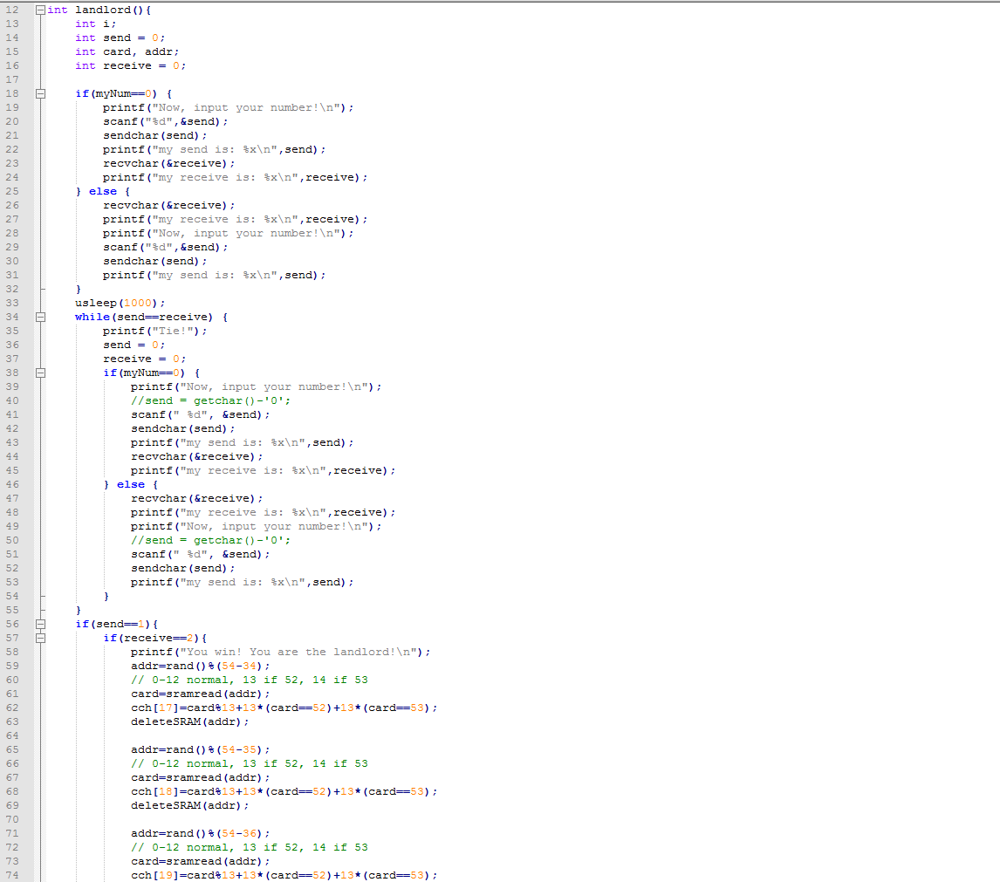 12 int landlord(){
13     int i;
14     int send = 0;
15     int card, addr;
16     int receive = 0;
17
18     if(myNum==0) {
19         printf("Now, input your number!\n");
20         scanf("%d",&send);
21         sendchar(send);
22         printf("my send is: %x\n",send);
23         recvchar(&receive);
24         printf("my receive is: %x\n",receive);
25     } else {
26         recvchar(&receive);
27         printf("my receive is: %x\n",receive);
28         printf("Now, input your number!\n");
29         scanf("%d",&send);
30         sendchar(send);
31         printf("my send is: %x\n",send);
32     }
33     usleep(1000);
34     while(send==receive) {
35         printf("Tie!");
36         send = 0;
37         receive = 0;
38         if(myNum==0) {
39             printf("Now, input your number!\n");
40             //send = getchar()-'0';
41             scanf(" %d", &send);
42             sendchar(send);
43             printf("my send is: %x\n",send);
44             recvchar(&receive);
45             printf("my receive is: %x\n",receive);
46         } else {
47             recvchar(&receive);
48             printf("my receive is: %x\n",receive);
49             printf("Now, input your number!\n");
50             //send = getchar()-'0';
51             scanf(" %d", &send);
52             sendchar(send);
53             printf("my send is: %x\n",send);
54         }
55     }
56     if(send==1){
57         if(receive==2){
58             printf("You win! You are the landlord!\n");
59             addr=rand()%(54-34);
60             // 0-12 normal, 13 if 52, 14 if 53
61             card=sramread(addr);
62             cch[17]=card%13+13*(card==52)+13*(card==53);
63             deleteSRAM(addr);
64
65             addr=rand()%(54-35);
66             // 0-12 normal, 13 if 52, 14 if 53
67             card=sramread(addr);
68             cch[18]=card%13+13*(card==52)+13*(card==53);
69             deleteSRAM(addr);
70
71             addr=rand()%(54-36);
72             // 0-12 normal, 13 if 52, 14 if 53
73             card=sramread(addr);
74             cch[19]=card%13+13*(card==52)+13*(card==53);